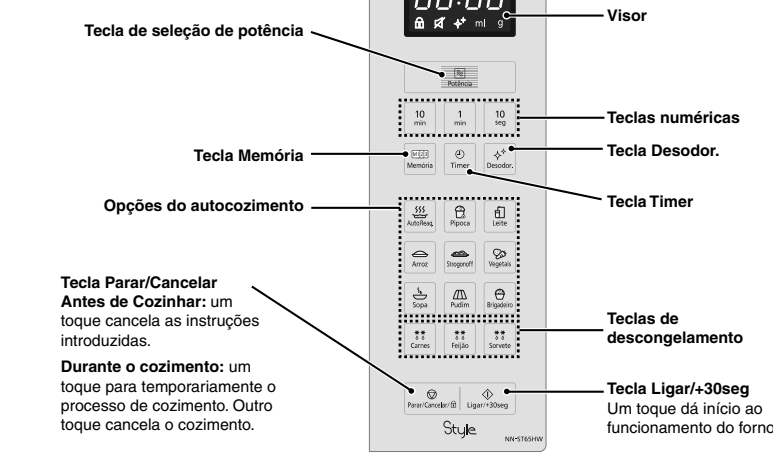 00:00
ml g
Visor
Tecla de seleção de potência
Potência
10 min
1 min
10 seg
Teclas numéricas
Tecla Memória
Memória
Timer
Desodor.
Tecla Desodor.
Tecla Timer
Opções do autocozimento
AutoReaq.
Pipoca
Leite
Arroz
Strogonoff
Vegetais
Sopa
Pudim
Brigadeiro
Carnes
Feijão
Sorvete
Teclas de
descongelamento
Tecla Parar/Cancelar
Antes de Cozinhar: um
toque cancela as instruções
introduzidas.
Durante o cozimento: um
toque para temporariamente o
processo de cozimento. Outro
toque cancela o cozimento.
Parar/Cancelar/
Ligar/+30seg
Tecla Ligar/+30seg
Um toque dá início ao
funcionamento do forno
Style
NN-ST65HW